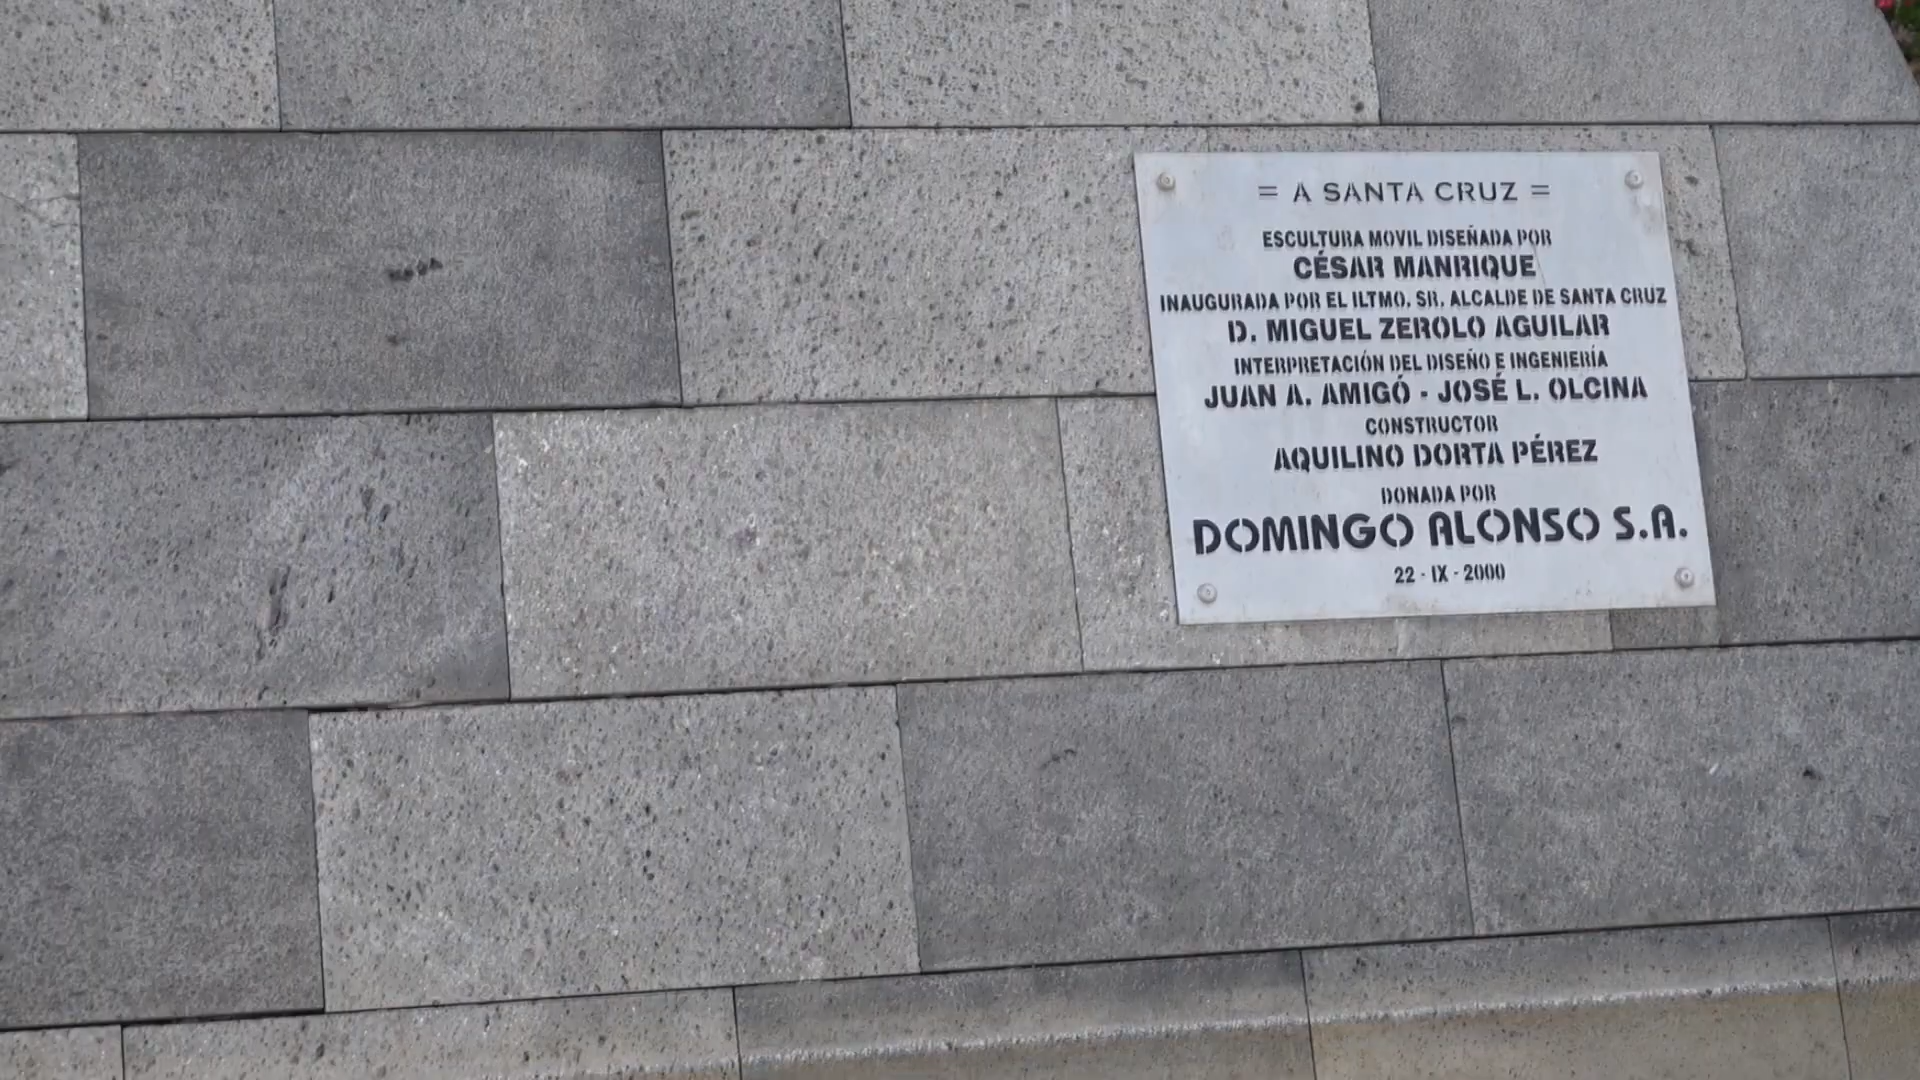 = A SANTA CRUZ =
ESCULTURA MOVIL DISEÑADA POR
CÉSAR MANRIQUE
INAUGURADA POR EL ILTMO. SR. ALCALDE DE SANTA CRUZ
D. MIGUEL ZEROLO AGUILAR
INTERPRETACIÓN DEL DISEÑO E INGENIERÍA
JUAN A. AMIGÓ - JOSÉ L. OLCINA
CONSTRUCTOR
AQUILINO DORTA PÉREZ
DONADA POR
DOMINGO ALONSO S.A.
22 - IX - 2000